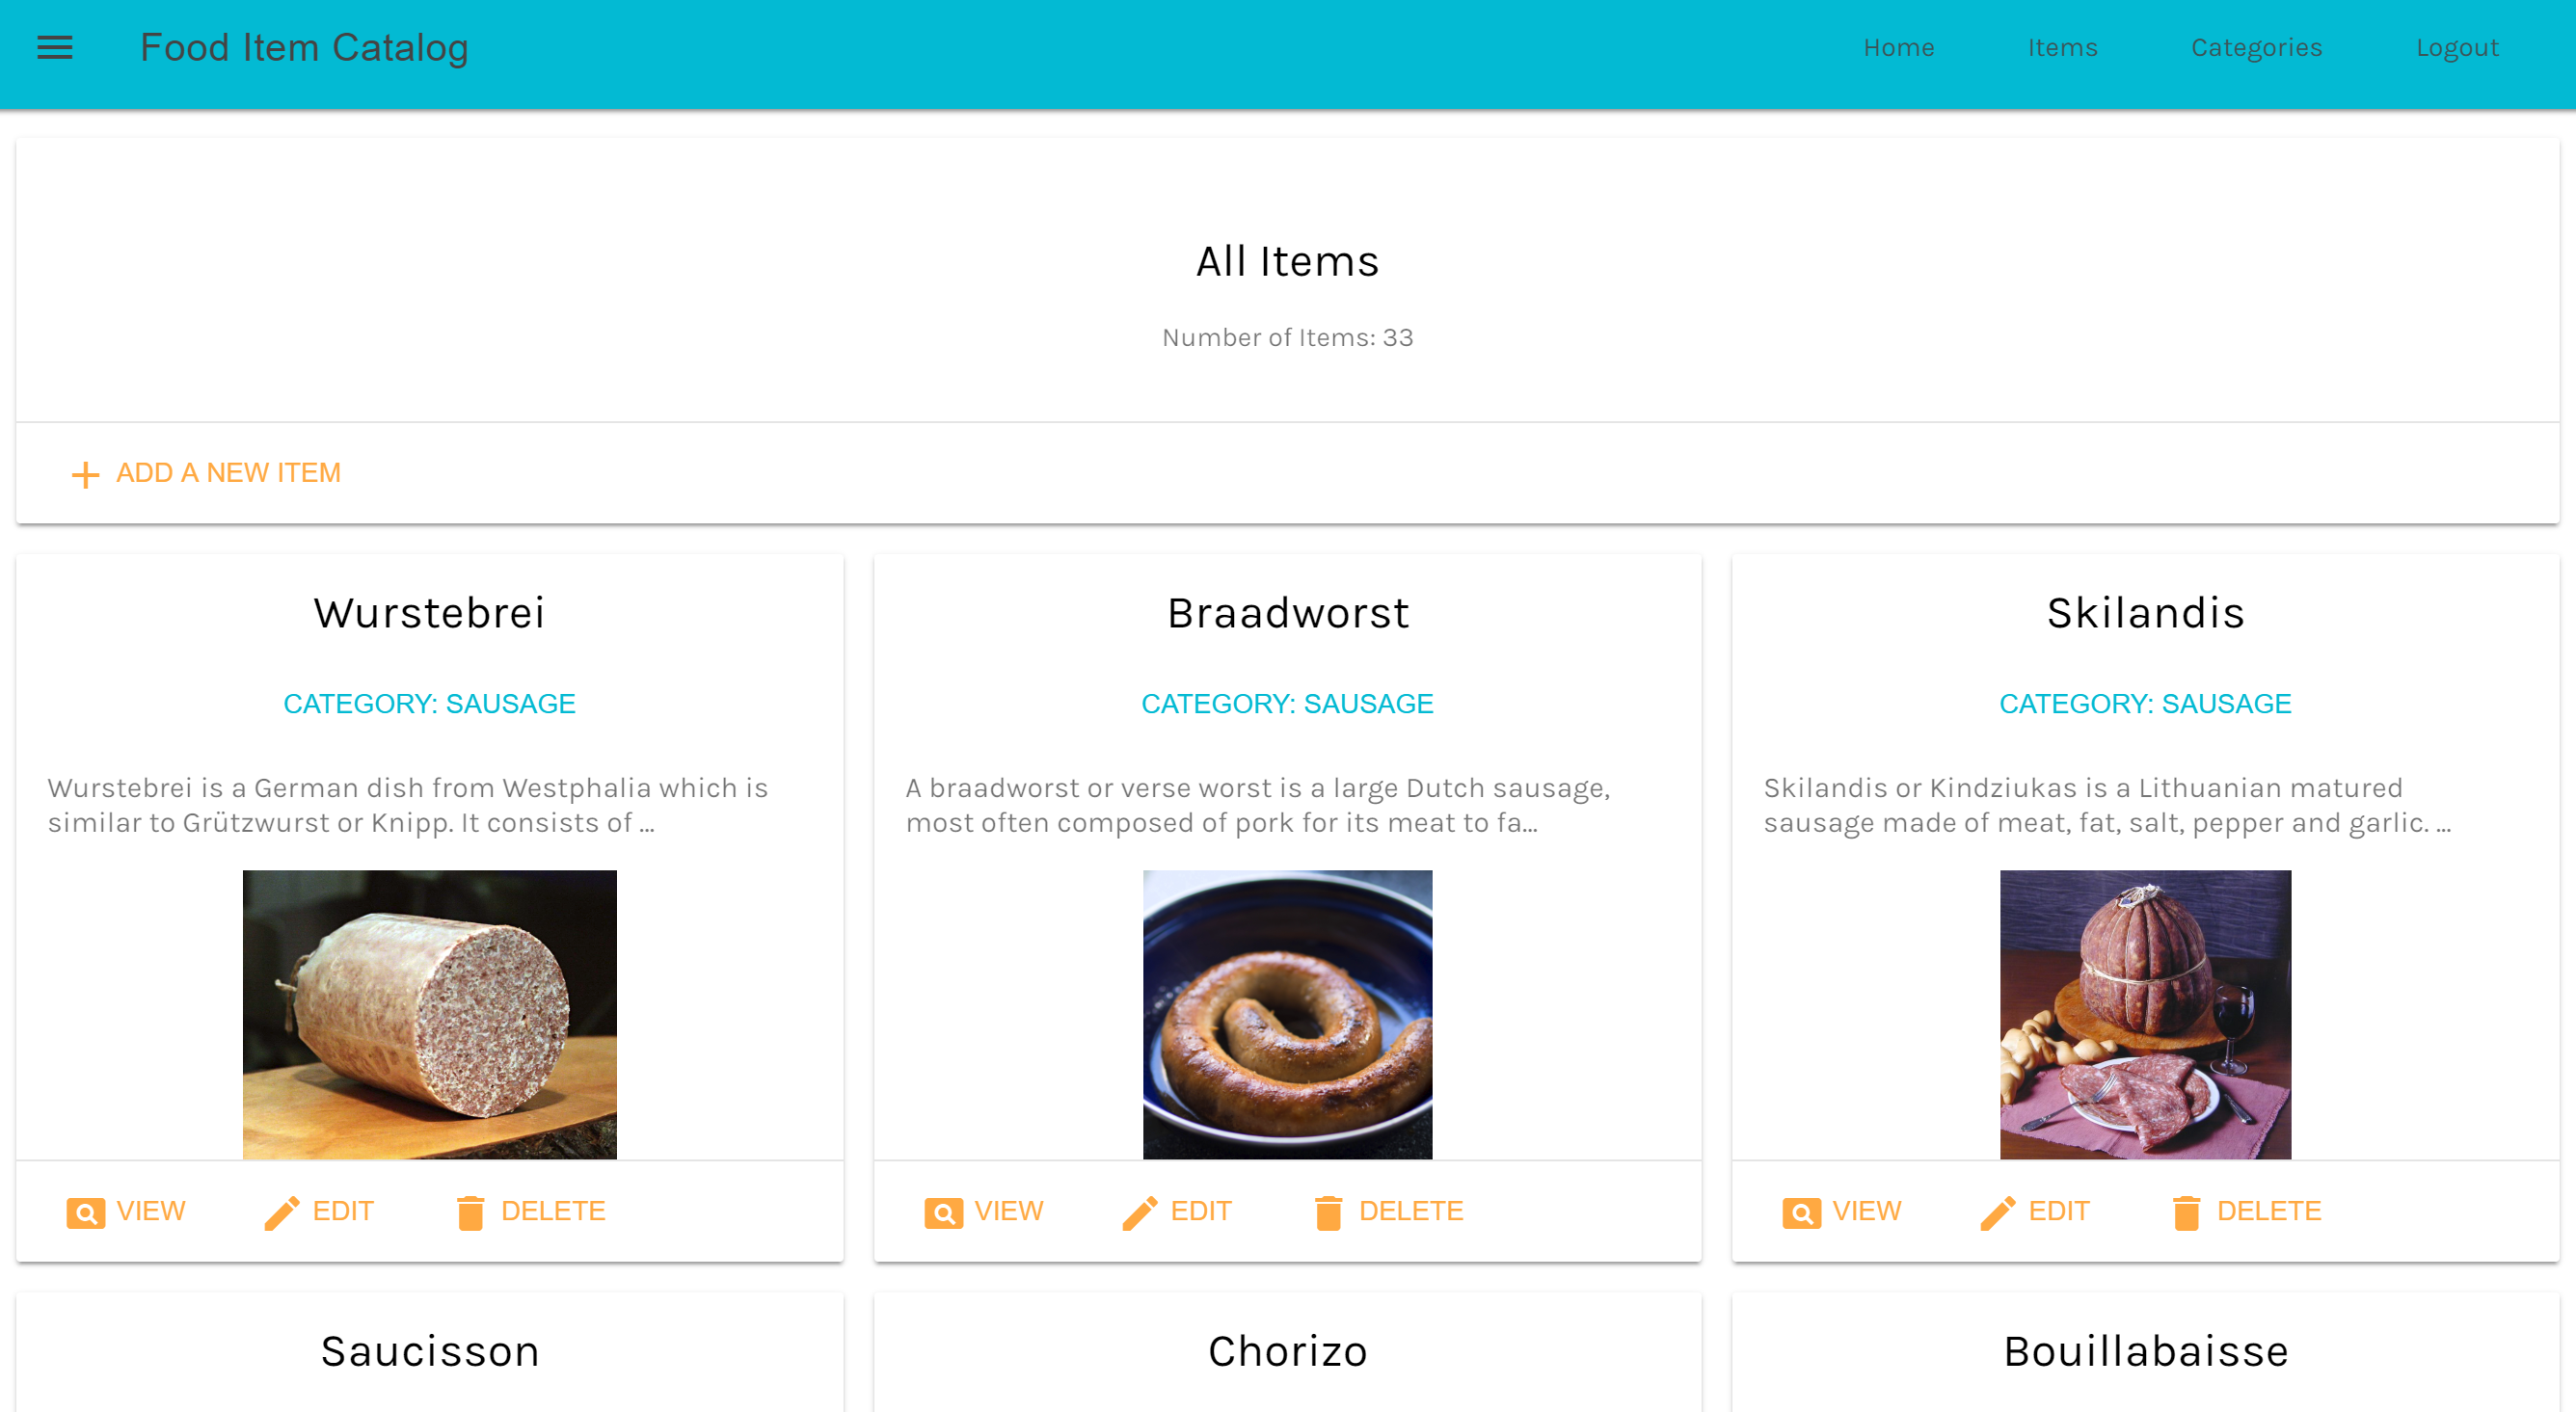 Food Item Catalog
Home
Items
Categories
Logout
All Items
Number of Items: 33
ADD A NEW ITEM
Wurstebrei
CATEGORY: SAUSAGE
Wurstebrei is a German dish from Westphalia which is
similar to Grützwurst or Knipp. It consists of ...
VIEW
EDIT
DELETE
Braadworst
CATEGORY: SAUSAGE
A braadworst or verse worst is a large Dutch sausage,
most often composed of pork for its meat to fa...
VIEW
EDIT
DELETE
Skilandis
CATEGORY: SAUSAGE
Skilandis or Kindziukas is a Lithuanian matured
sausage made of meat, fat, salt, pepper and garlic. ...
VIEW
EDIT
DELETE
Saucisson
Chorizo
Bouillabaisse